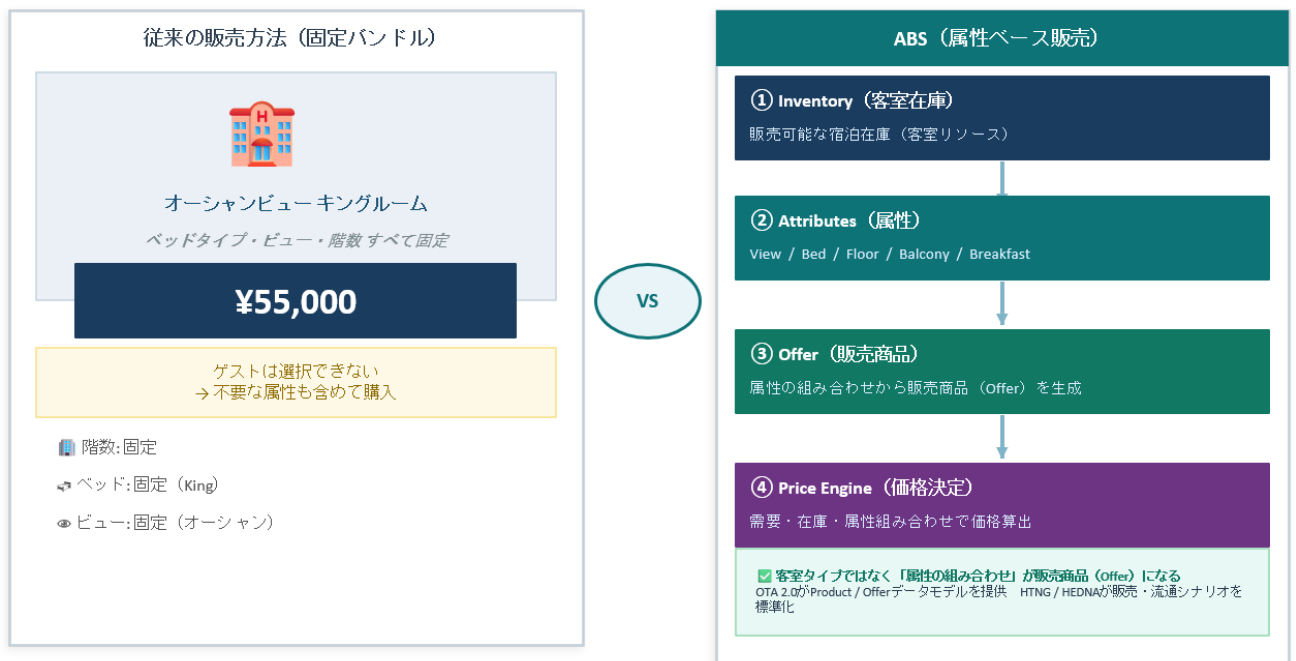 従来の販売方法（固定バンドル）
H
オーシャンビュー キングルーム
ベッドタイプ・ビュー・階数 すべて固定
¥55,000
ゲストは選択できない
→ 不要な属性も含めて購入
階数:固定
ベッド:固定（King）
ビュー:固定（オーシャン）
VS
ABS（属性ベース販売）
① Inventory（客室在庫）
販売可能な宿泊在庫（客室リソース）
② Attributes（属性）
View / Bed / Floor / Balcony / Breakfast
③ Offer（販売商品）
属性の組み合わせから販売商品（Offer）を生成
④ Price Engine（価格決定）
需要・在庫・属性組み合わせで価格算出
✅ 客室タイプではなく「属性の組み合わせ」が販売商品（Offer）になる
OTA 2.0がProduct / Offerデータモデルを提供　HTNG / HEDNAが販売・流通シナリオを
標準化